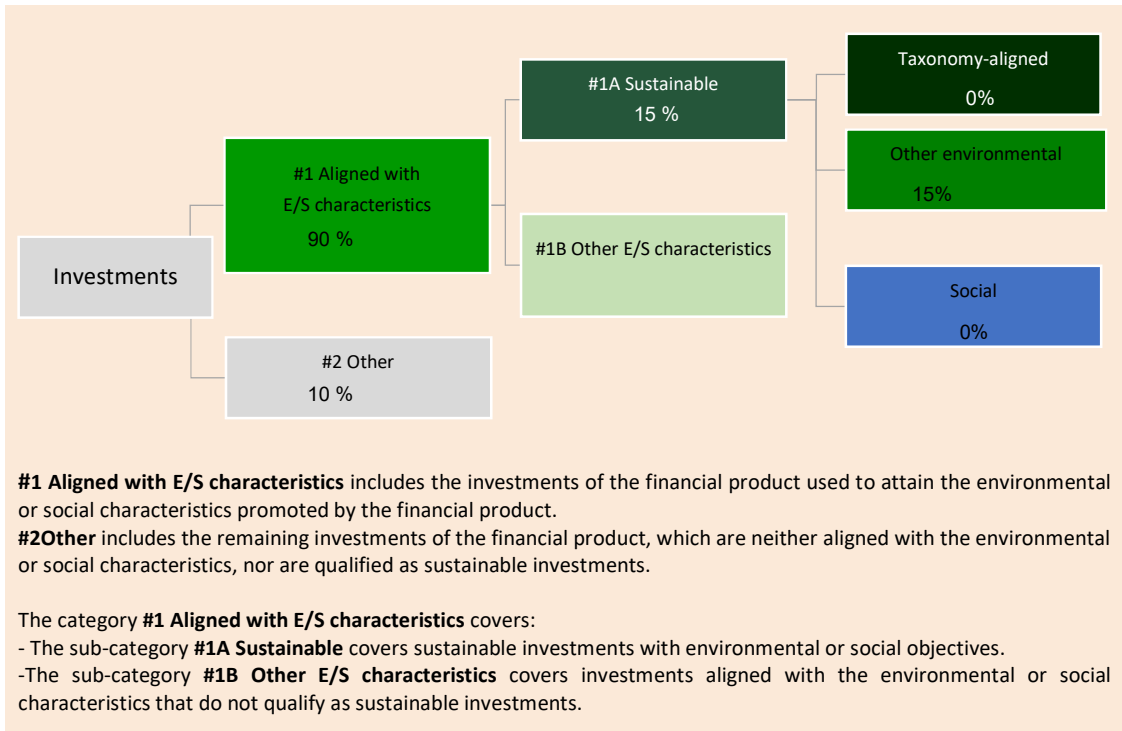 Investments
#1 Aligned with
E/S characteristics
90 %
#2 Other
10 %
#1A Sustainable
15 %
#1B Other E/S characteristics
Taxonomy-aligned
0%
Other environmental
15%
Social
0%
#1 Aligned with E/S characteristics includes the investments of the financial product used to attain the environmental
or social characteristics promoted by the financial product.
#2Other includes the remaining investments of the financial product, which are neither aligned with the environmental
or social characteristics, nor are qualified as sustainable investments.
The category #1 Aligned with E/S characteristics covers:
- The sub-category #1A Sustainable covers sustainable investments with environmental or social objectives.
-The sub-category #1B Other E/S characteristics covers investments aligned with the environmental or social
characteristics that do not qualify as sustainable investments.